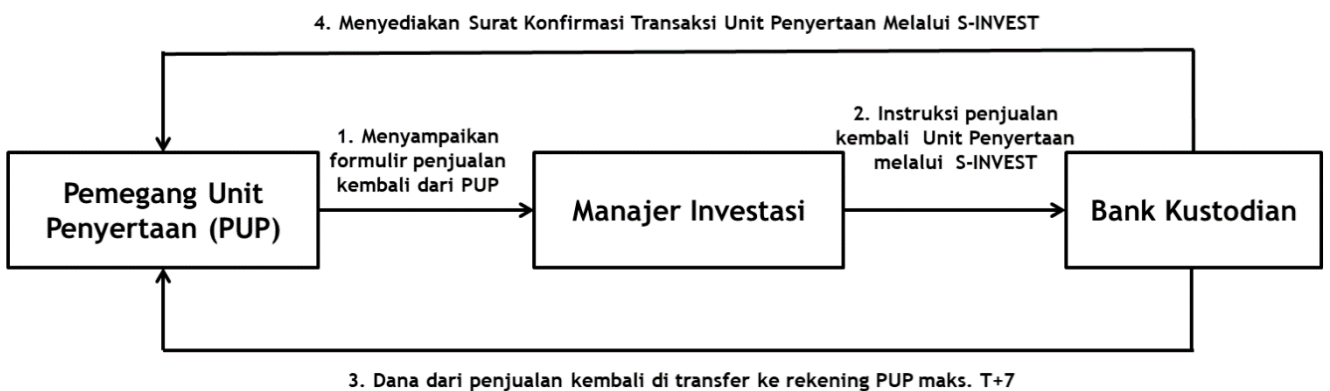 4. Menyediakan Surat Konfirmasi Transaksi Unit Penyertaan Melalui S-INVEST
1. Menyampaikan
formulir penjualan
kembali dari PUP
2. Instruksi penjualan
kembali Unit Penyertaan
melalui S-INVEST
Pemegang Unit
Penyertaan (PUP)
Manajer Investasi
Bank Kustodian
3. Dana dari penjualan kembali di transfer ke rekening PUP maks. T+7